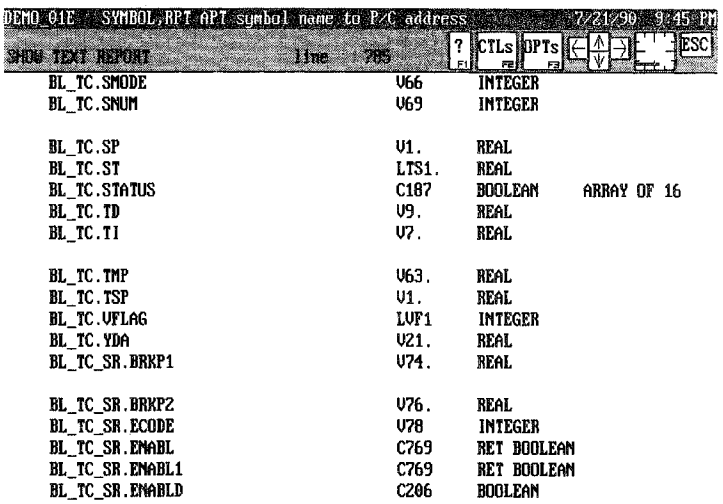 DEMO_01E SYMBOL.RPT APT symbol name to P/C address 7/21/90 9:45 PM
SHOW TEXT REPORT line 785 ? F1 CTLs F2 OPTs F3 ESC
BL_TC.SMODE V66 INTEGER
BL_TC.SNUM V69 INTEGER
BL_TC.SP V1. REAL
BL_TC.ST LTS1. REAL
BL_TC.STATUS C187 BOOLEAN ARRAY OF 16
BL_TC.TD V9. REAL
BL_TC.TI V7. REAL
BL_TC.TMP V63. REAL
BL_TC.TSP V1. REAL
BL_TC.VFLAG LVF1 INTEGER
BL_TC.YDA V21. REAL
BL_TC_SR.BRKP1 V74. REAL
BL_TC_SR.BRKP2 V76. REAL
BL_TC_SR.ECODE V78 INTEGER
BL_TC_SR.ENABL C769 RET BOOLEAN
BL_TC_SR.ENABL1 C769 RET BOOLEAN
BL_TC_SR.ENABLD C206 BOOLEAN